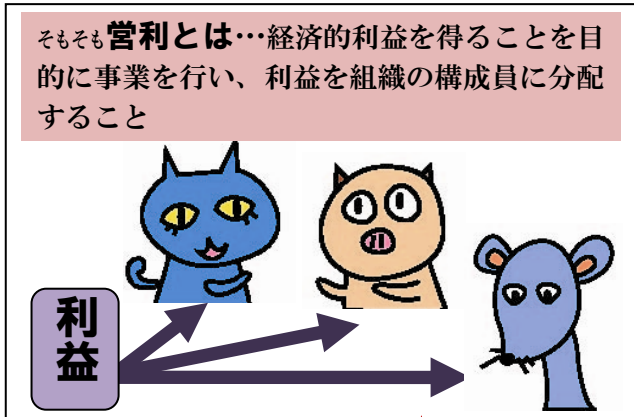 そもそも営利とは…経済的利益を得ることを目
的に事業を行い、利益を組織の構成員に分配
すること
利益